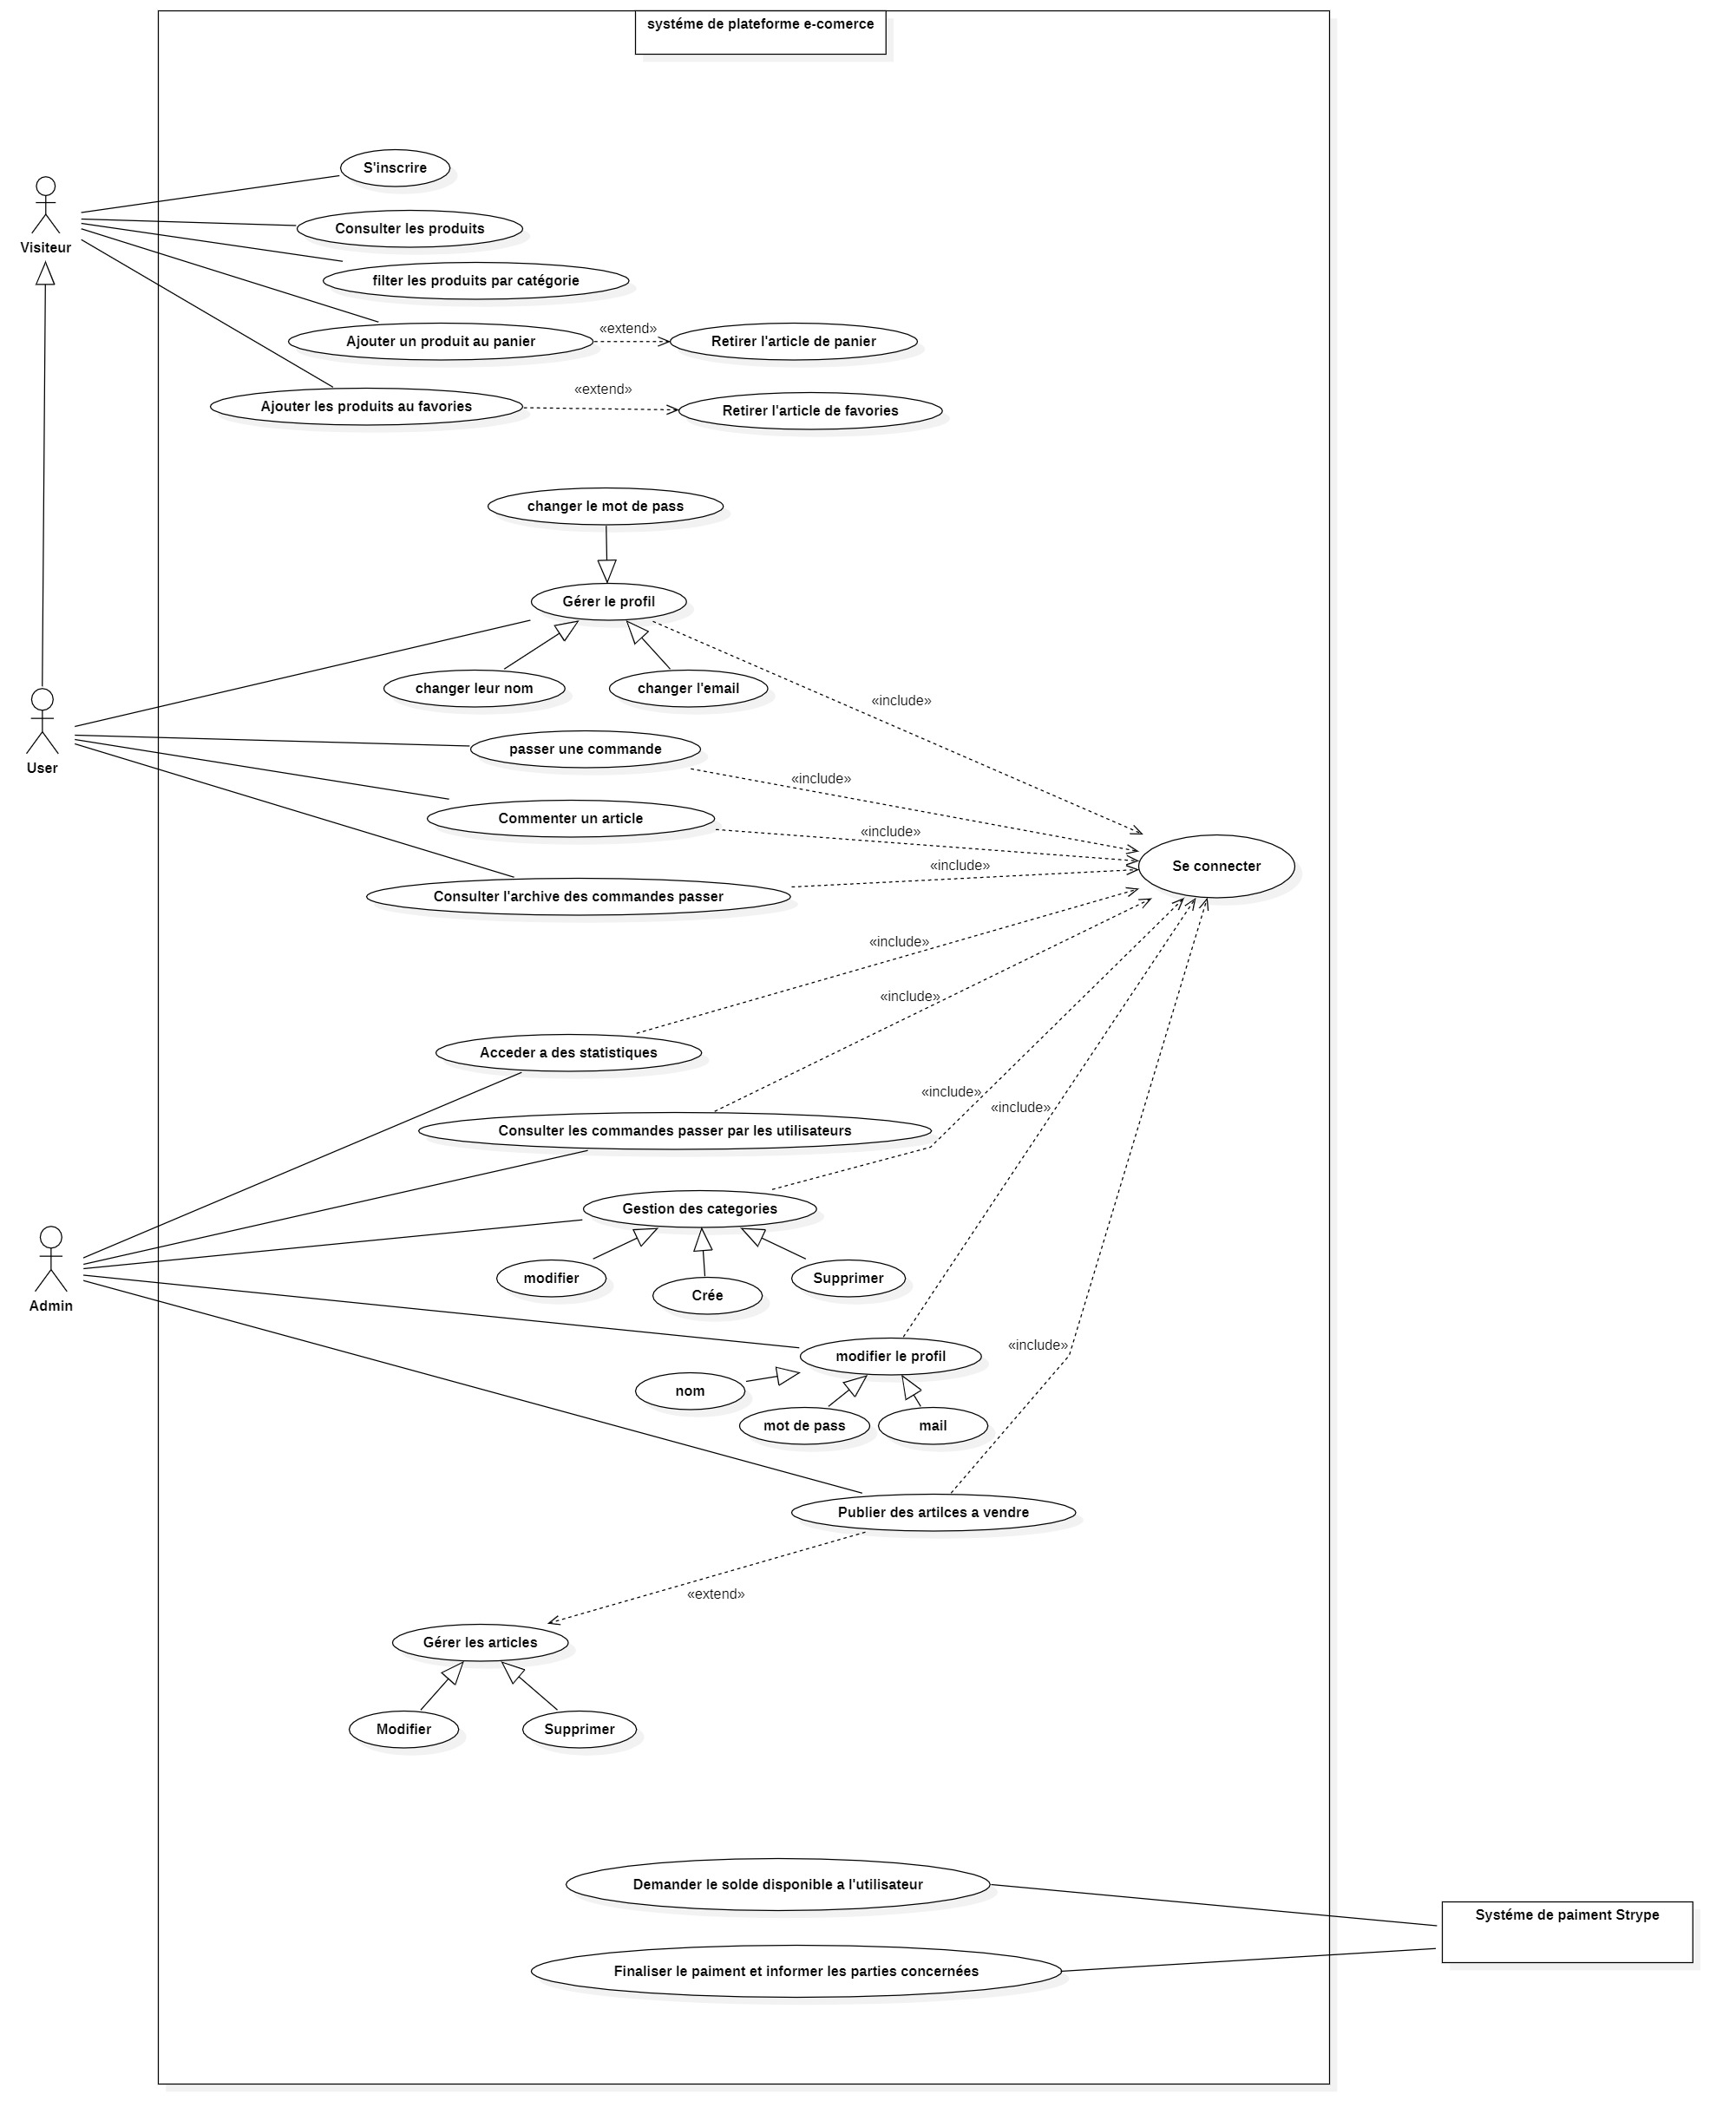 systéme de plateforme e-comerce
S'inscrire
Consulter les produits
Visiteur
filter les produits par catégorie
Ajouter un produit au panier
«extend»
Retirer l'article de panier
Ajouter les produits au favories
«extend»
Retirer l'article de favories
changer le mot de pass
Gérer le profil
changer leur nom
changer l'email
«include»
User
passer une commande
«include»
Commenter un article
«include»
Se connecter
Consulter l'archive des commandes passer
«include»
«include»
«include»
Acceder a des statistiques
«include»
«include»
Consulter les commandes passer par les utilisateurs
Gestion des categories
modifier
Crée
Supprimer
Admin
«include»
modifier le profil
nom
mot de pass
mail
Publier des artilces a vendre
«extend»
Gérer les articles
Modifier
Supprimer
Demander le solde disponible a l'utilisateur
Systéme de paiment Strype
Finaliser le paiment et informer les parties concernées